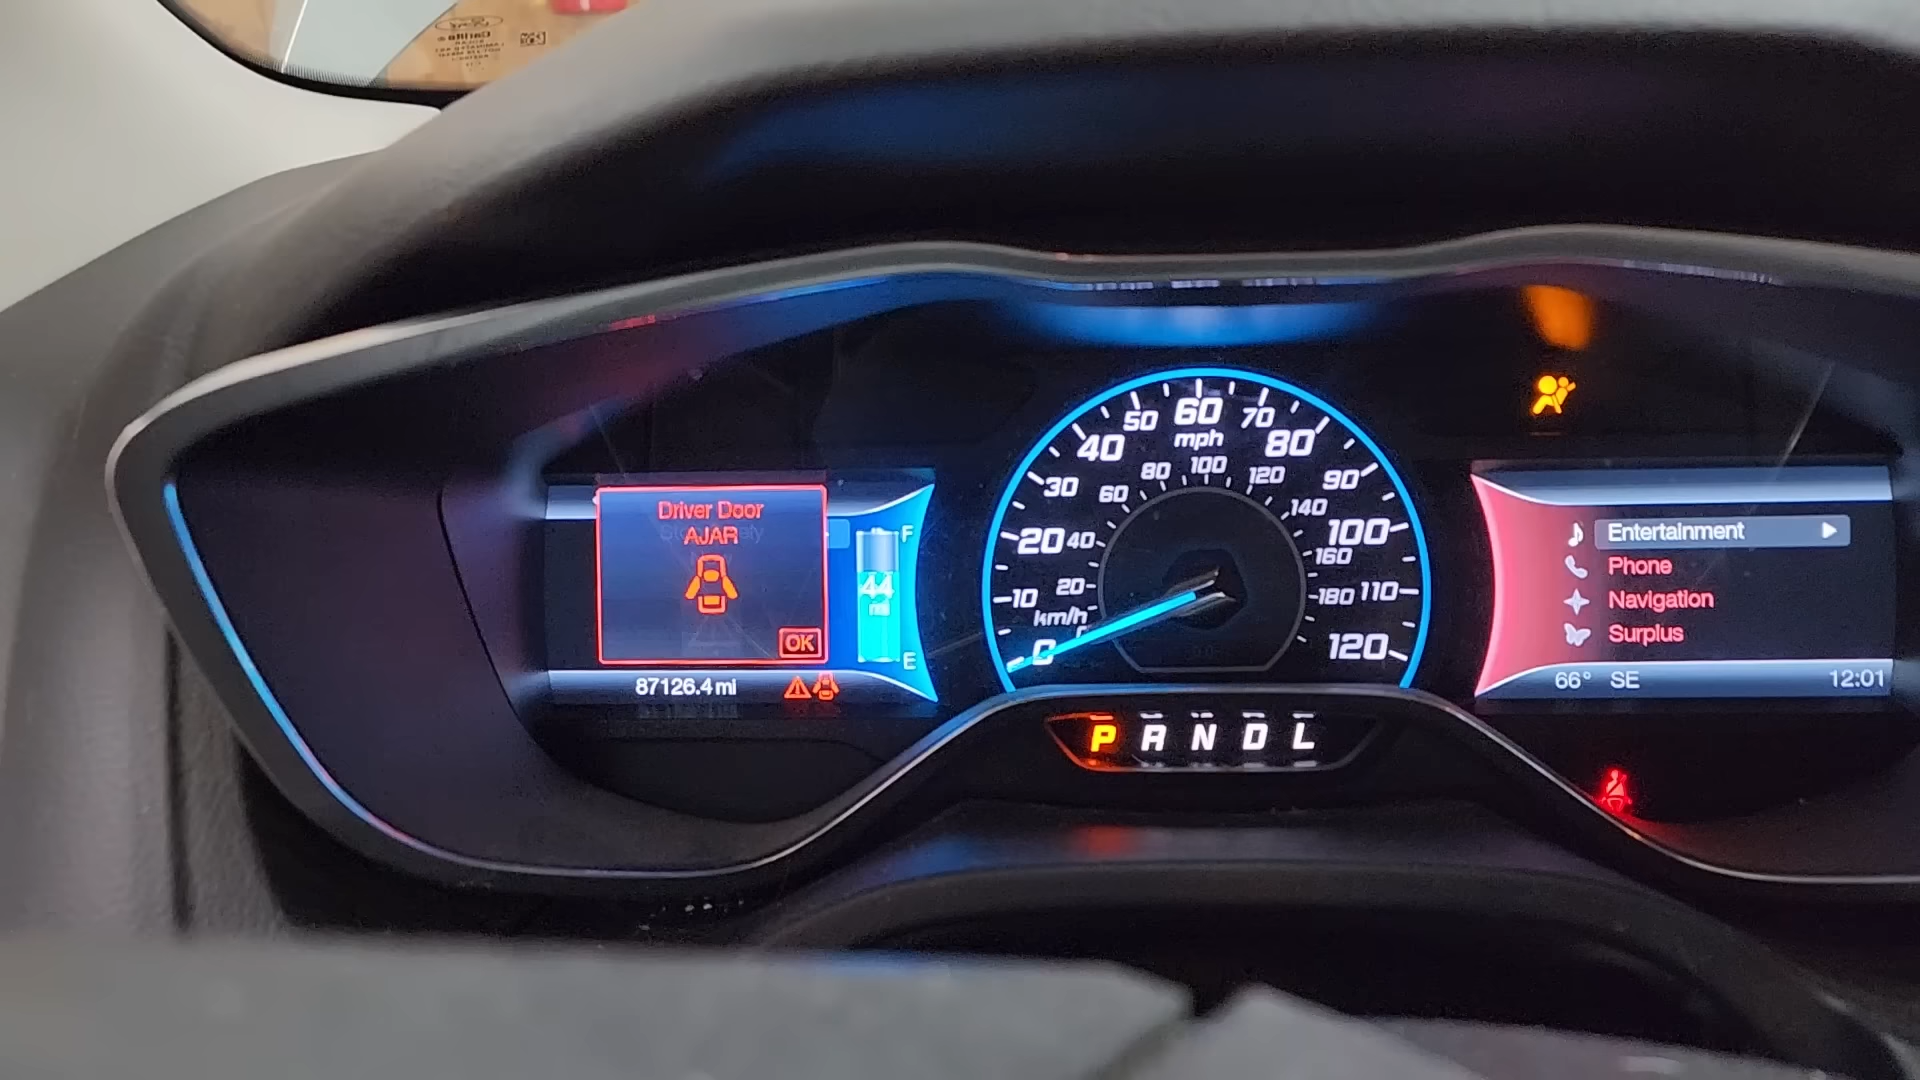 Driver Door
AJAR
OK
F
44
mi
E
87126.4 mi
0
10
20
30
40
50
60
70
80
90
100
110
120
mph
km/h
20
40
60
80
100
120
140
160
180
P R N D L
Entertainment
Phone
Navigation
Surplus
66° SE 12:01